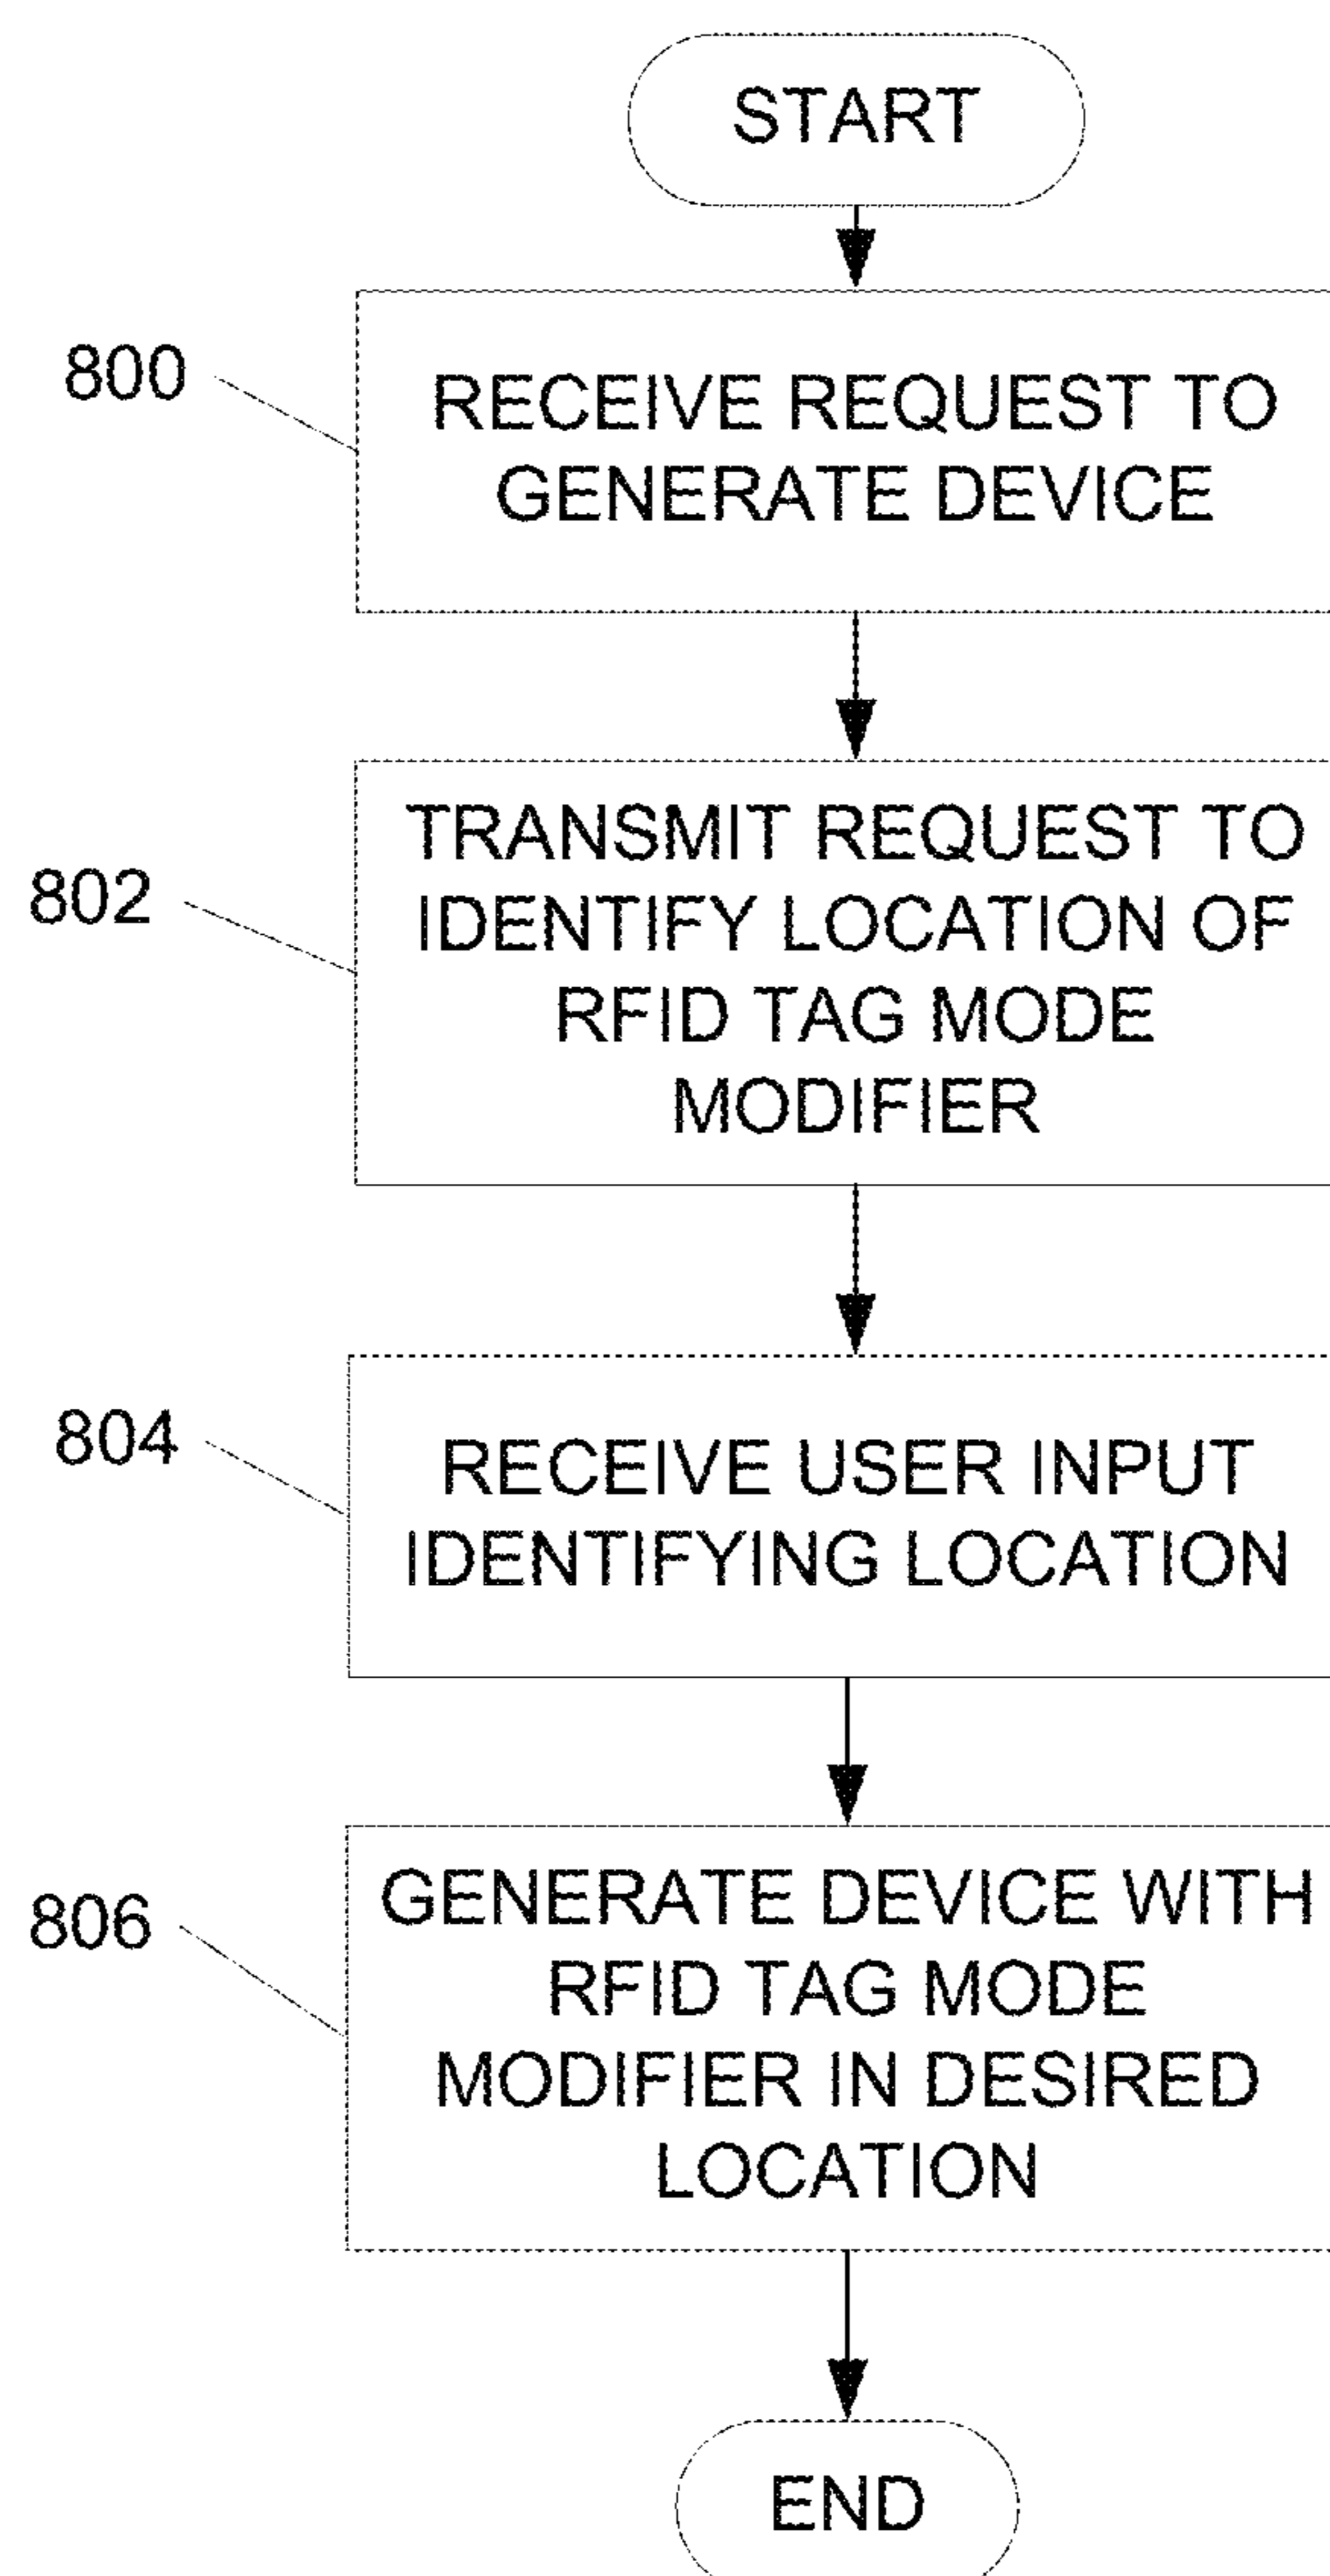 START
800
RECEIVE REQUEST TO
GENERATE DEVICE
802
TRANSMIT REQUEST TO
IDENTIFY LOCATION OF
RFID TAG MODE
MODIFIER
804
RECEIVE USER INPUT
IDENTIFYING LOCATION
806
GENERATE DEVICE WITH
RFID TAG MODE
MODIFIER IN DESIRED
LOCATION
END